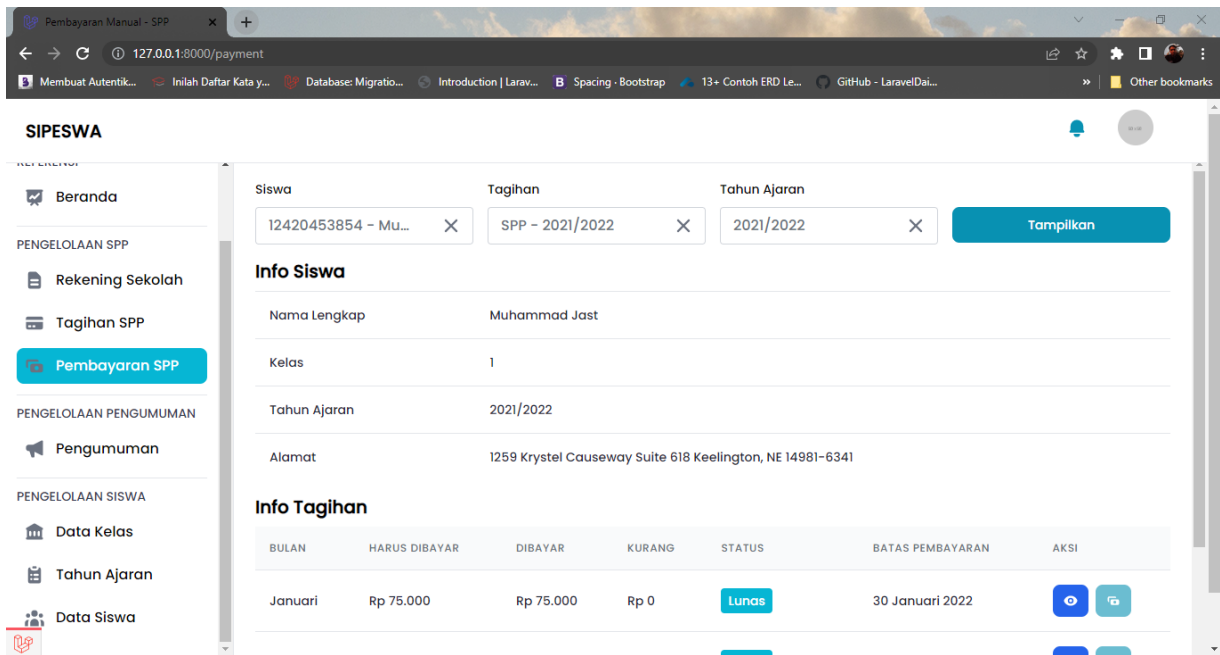 Pembayaran Manual - SPP
127.0.0.1:8000/payment
Membuat Autentik... Inilah Daftar Kata y... Database: Migratio... Introduction | Larav... Spacing · Bootstrap 13+ Contoh ERD Le... GitHub - LaravelDai... » Other bookmarks
SIPESWA
REFERENSI
Beranda
PENGELOLAAN SPP
Rekening Sekolah
Tagihan SPP
Pembayaran SPP
PENGELOLAAN PENGUMUMAN
Pengumuman
PENGELOLAAN SISWA
Data Kelas
Tahun Ajaran
Data Siswa
Siswa Tagihan Tahun Ajaran
12420453854 - Mu... SPP - 2021/2022 2021/2022 Tampilkan
Info Siswa
Nama Lengkap Muhammad Jast
Kelas 1
Tahun Ajaran 2021/2022
Alamat 1259 Krystel Causeway Suite 618 Keelington, NE 14981-6341
Info Tagihan
BULAN HARUS DIBAYAR DIBAYAR KURANG STATUS BATAS PEMBAYARAN AKSI
Januari Rp 75.000 Rp 75.000 Rp 0 Lunas 30 Januari 2022